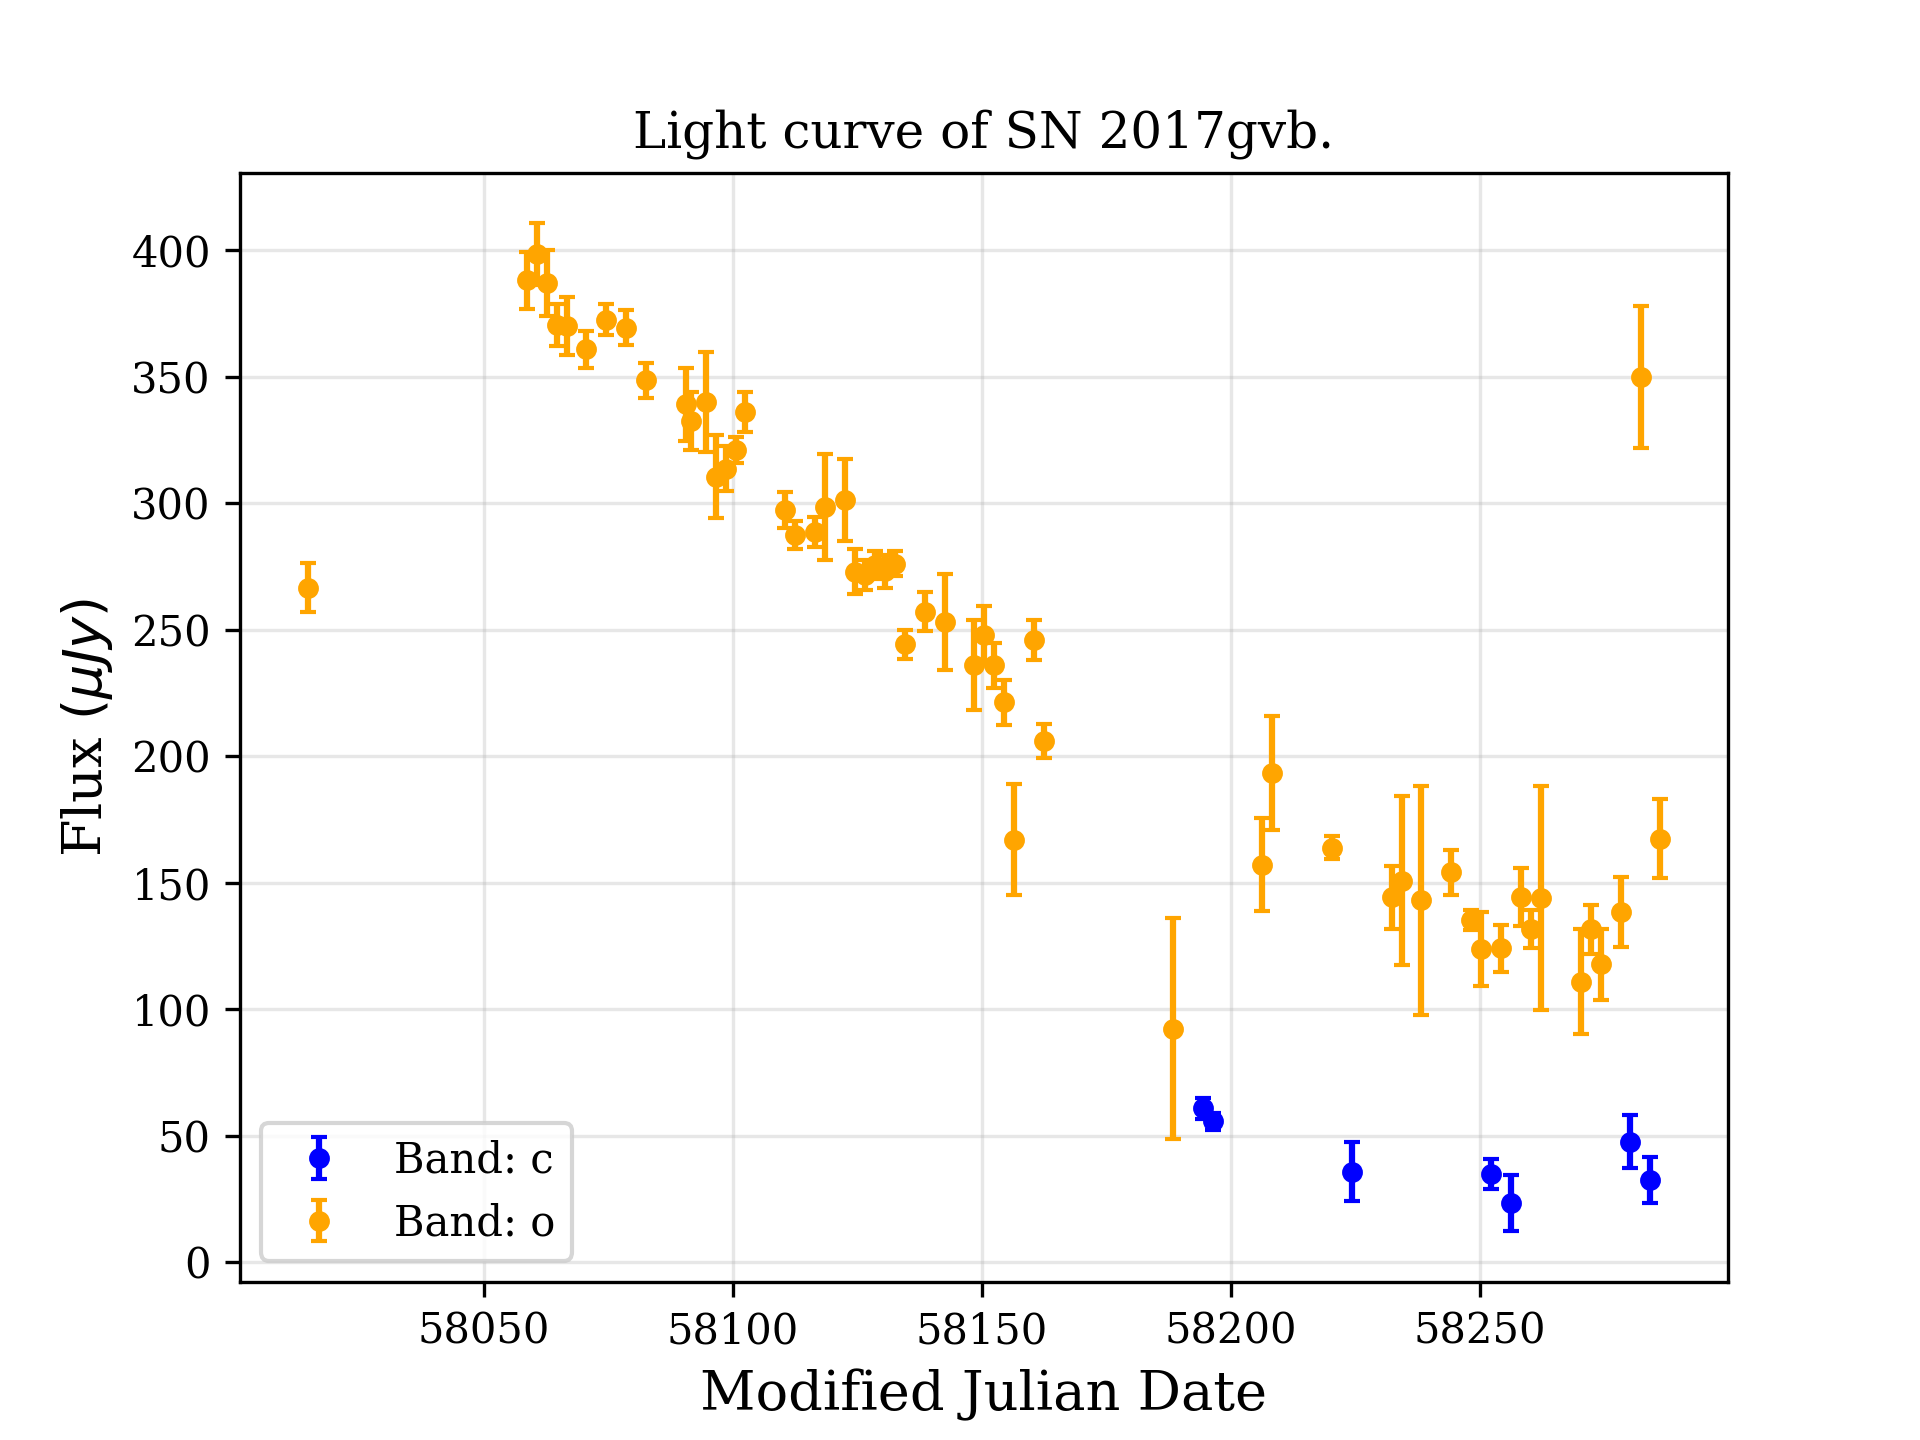 Light curve of SN 2017gvb.
Flux (μJy)
400
350
300
250
200
150
100
50
0
Band: c
Band: o
58050 58100 58150 58200 58250
Modified Julian Date